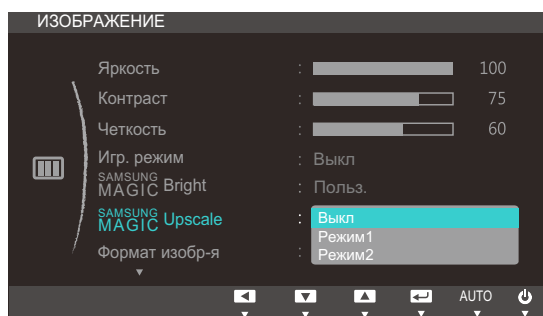 ИЗОБРАЖЕНИЕ
Яркость : 100
Контраст : 75
Четкость : 60
Игр. режим : Выкл
SAMSUNG MAGIC Bright : Польз.
SAMSUNG MAGIC Upscale : Выкл
Режим1
Режим2
Формат изобр-я :
AUTO